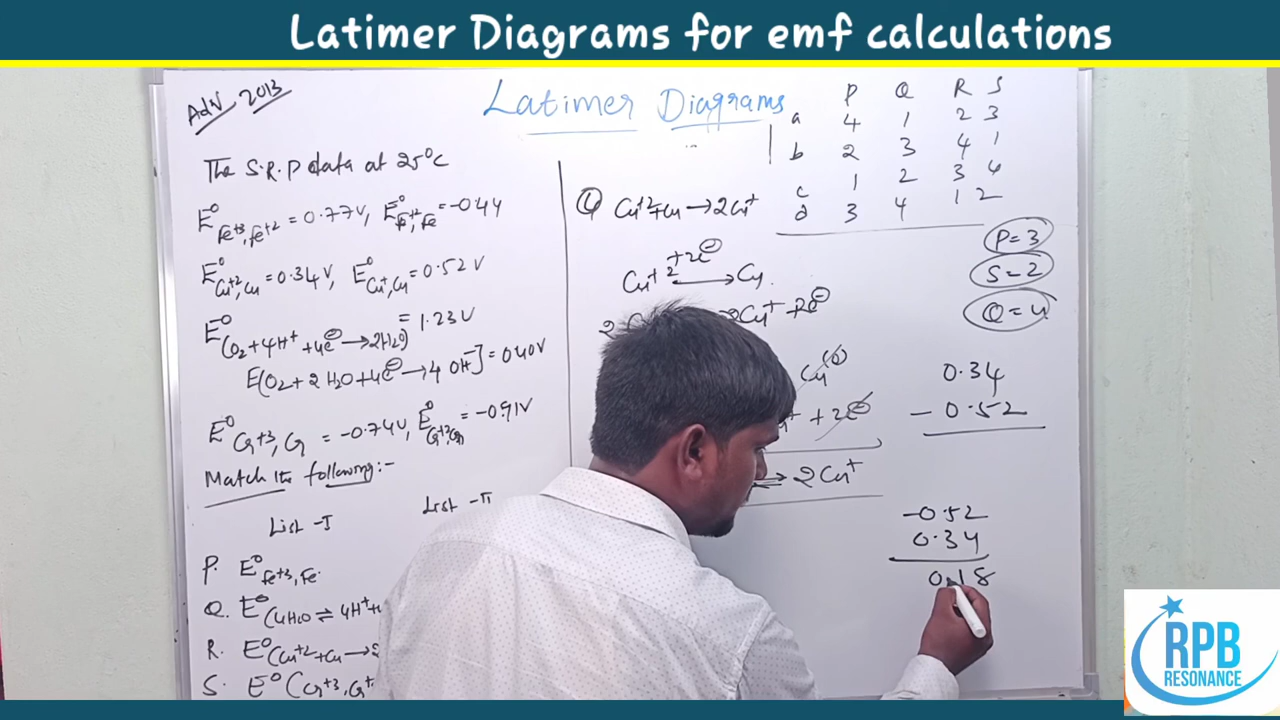 Latimer Diagrams for emf calculations
Adv 2013
Latimer Diagrams
The S.R.P data at 25°C
E°Fe+3,Fe+2 = 0.77V, E°Fe+2,Fe = -0.44
E°Cu+2,Cu = 0.34V, E°Cu+,Cu = 0.52V
E°(O2+4H+ +4e⊖ → 2H2O) = 1.23V
E(O2+2H2O+4e⊖ → 4OH-] = 0.40V
E°Cr+3,Cr = -0.74V, E°Cr+2,Cr = -0.91V
Match the following:-
List -I List -II
P. E°Fe+3,Fe.
Q. E°(4H2O ⇌ 4H+ +
R. E°(Cu+2+Cu →
S. E°(Cr+3,Cr+
Q Cu+2+Cu → 2Cu+
+2e⊖
Cu+2 → Cu.
2Cu+ + 2e⊖
Cu(s)
+ 2e⊖
→ 2Cu+
P Q R S
a 4 1 2 3
b 2 3 4 1
c 1 2 3 4
d 3 4 1 2
P=3
S=2
Q=4
0.34
- 0.52
-0.52
0.34
0.18
RPB
RESONANCE